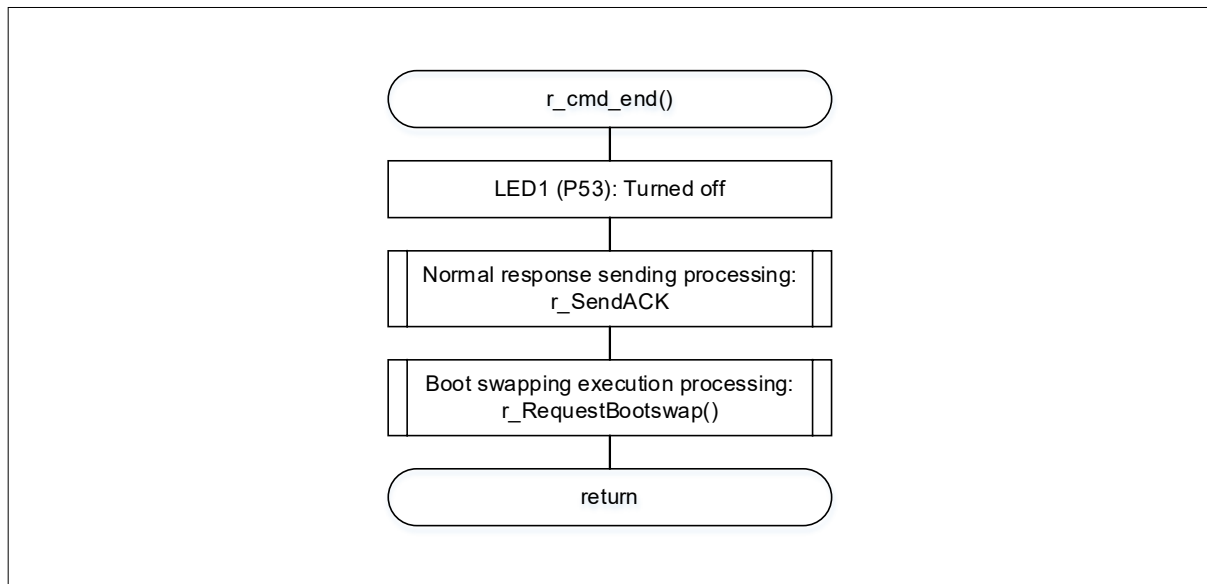 r_cmd_end()
LED1 (P53): Turned off
Normal response sending processing:
r_SendACK
Boot swapping execution processing:
r_RequestBootswap()
return